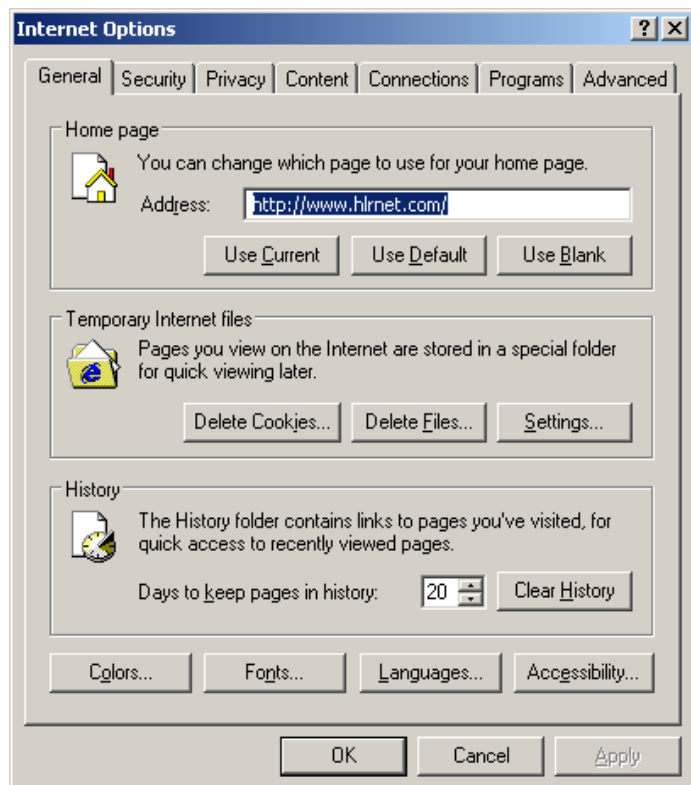 Internet Options
General Security Privacy Content Connections Programs Advanced
Home page
You can change which page to use for your home page.
Address: http://www.hlrnet.com/
Use Current Use Default Use Blank
Temporary Internet files
Pages you view on the Internet are stored in a special folder
for quick viewing later.
Delete Cookies... Delete Files... Settings...
History
The History folder contains links to pages you've visited, for
quick access to recently viewed pages.
Days to keep pages in history: 20 Clear History
Colors... Fonts... Languages... Accessibility...
OK Cancel Apply